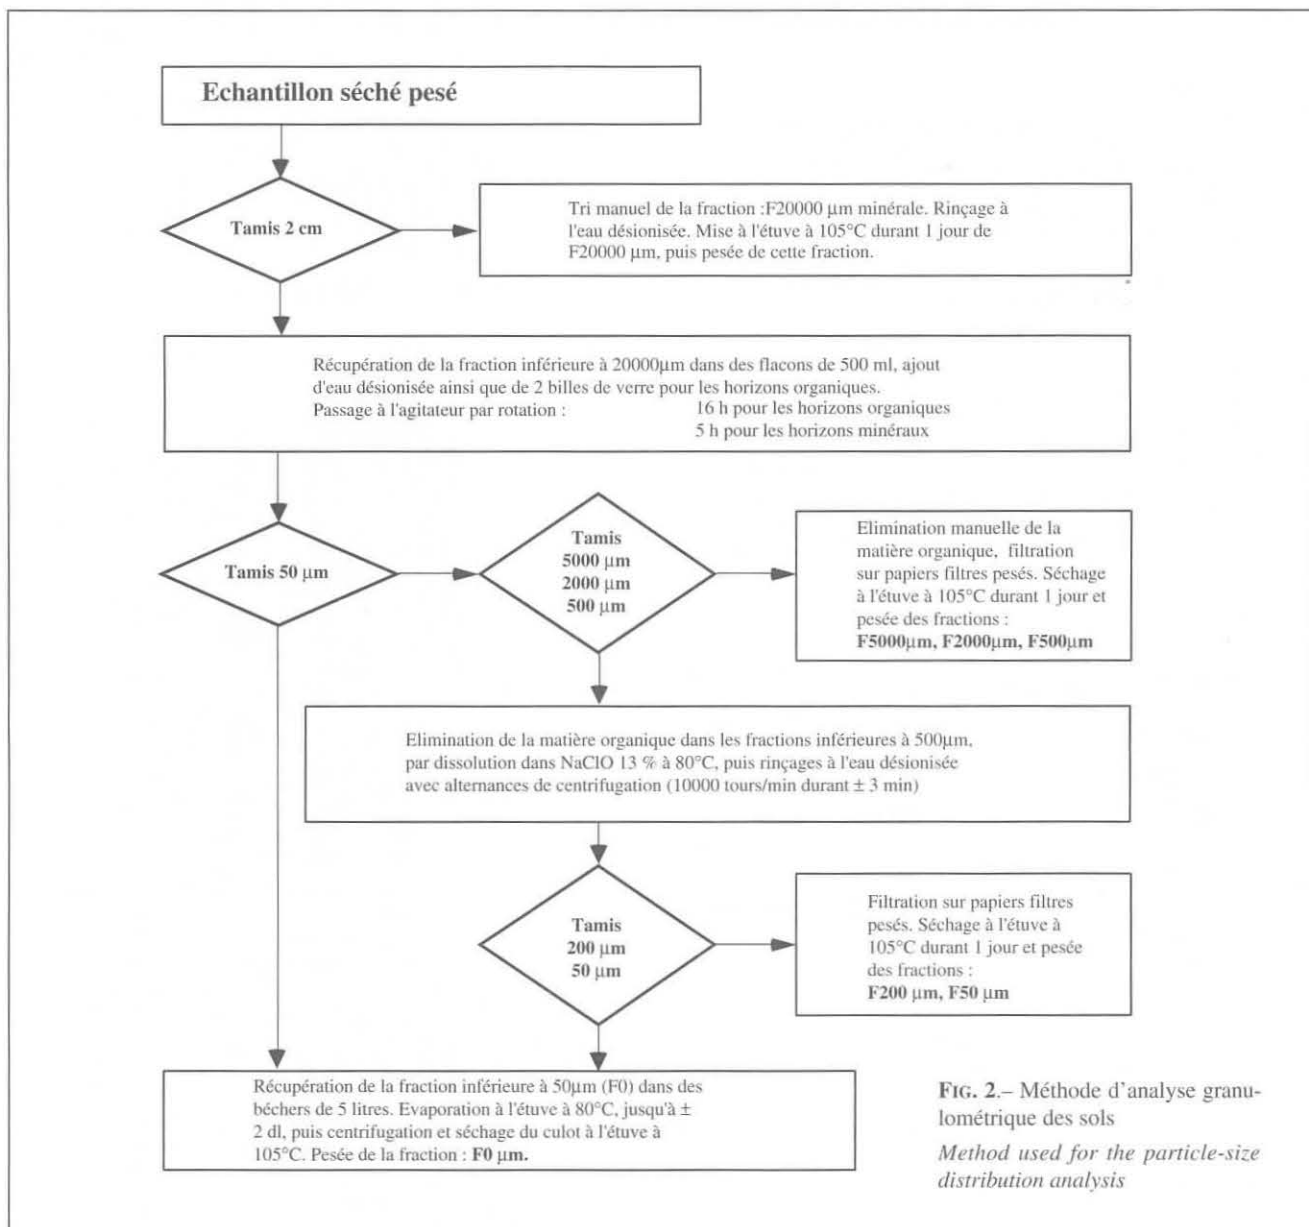 Echantillon séché pesé
Tamis 2 cm
Tri manuel de la fraction :F20000 µm minérale. Rinçage à
l'eau désionisée. Mise à l'étuve à 105°C durant 1 jour de
F20000 µm, puis pesée de cette fraction.
Récupération de la fraction inférieure à 20000µm dans des flacons de 500 ml, ajout
d'eau désionisée ainsi que de 2 billes de verre pour les horizons organiques.
Passage à l'agitateur par rotation : 16 h pour les horizons organiques
5 h pour les horizons minéraux
Tamis 50 µm
Tamis
5000 µm
2000 µm
500 µm
Elimination manuelle de la
matière organique, filtration
sur papiers filtres pesés. Séchage
à l'étuve à 105°C durant 1 jour et
pesée des fractions :
F5000µm, F2000µm, F500µm
Elimination de la matière organique dans les fractions inférieures à 500µm,
par dissolution dans NaClO 13 % à 80°C, puis rinçages à l'eau désionisée
avec alternances de centrifugation (10000 tours/min durant ± 3 min)
Tamis
200 µm
50 µm
Filtration sur papiers filtres
pesés. Séchage à l'étuve à
105°C durant 1 jour et pesée
des fractions :
F200 µm, F50 µm
Récupération de la fraction inférieure à 50µm (F0) dans des
béchers de 5 litres. Evaporation à l'étuve à 80°C, jusqu'à ±
2 dl, puis centrifugation et séchage du culot à l'étuve à
105°C. Pesée de la fraction : F0 µm.
FIG. 2.– Méthode d'analyse granu-
lométrique des sols
Method used for the particle-size
distribution analysis